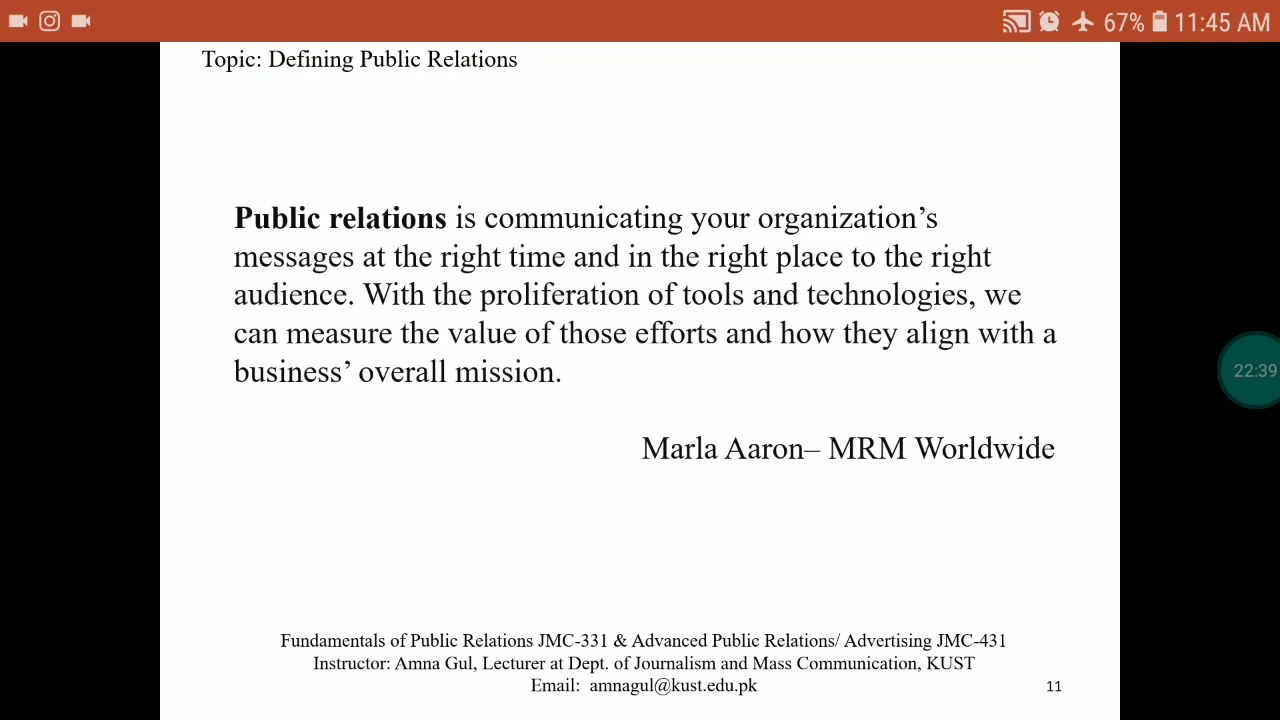 67% 11:45 AM
Topic: Defining Public Relations
Public relations is communicating your organization’s
messages at the right time and in the right place to the right
audience. With the proliferation of tools and technologies, we
can measure the value of those efforts and how they align with a
business’ overall mission.
22:39
Marla Aaron– MRM Worldwide
Fundamentals of Public Relations JMC-331 & Advanced Public Relations/ Advertising JMC-431
Instructor: Amna Gul, Lecturer at Dept. of Journalism and Mass Communication, KUST
Email:  amnagul@kust.edu.pk
11